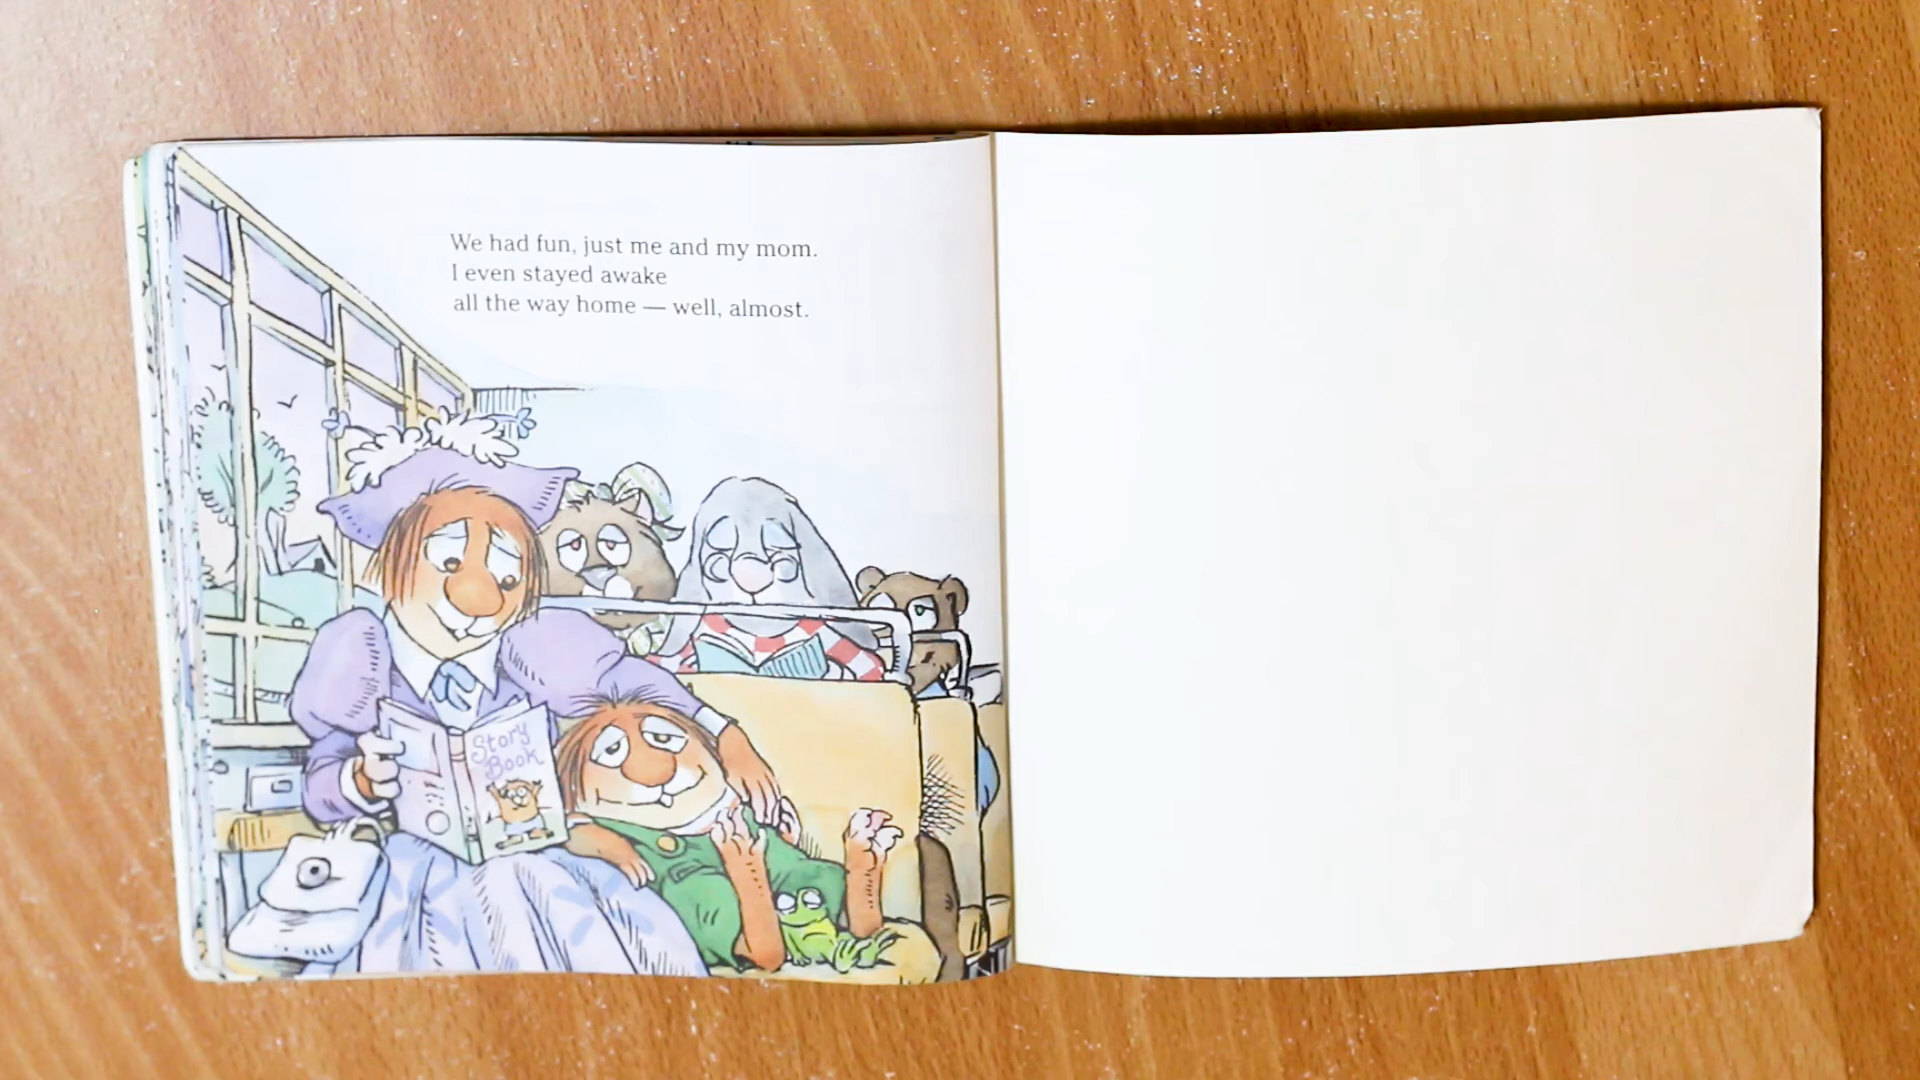 We had fun, just me and my mom.
I even stayed awake
all the way home — well, almost.
Story
Book